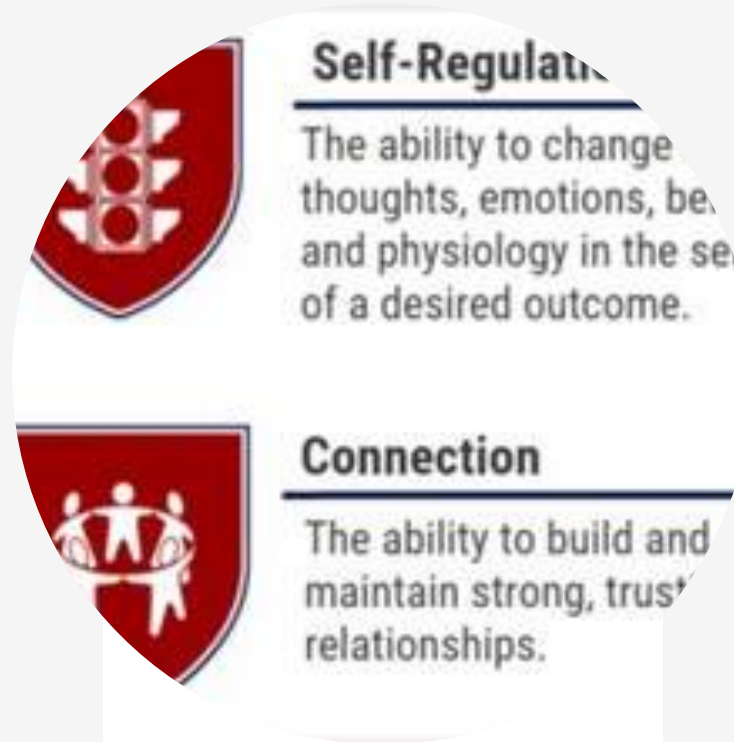 Self-Regulati
The ability to change
thoughts, emotions, be
and physiology in the se
of a desired outcome.
Connection
The ability to build and
maintain strong, trust
relationships.